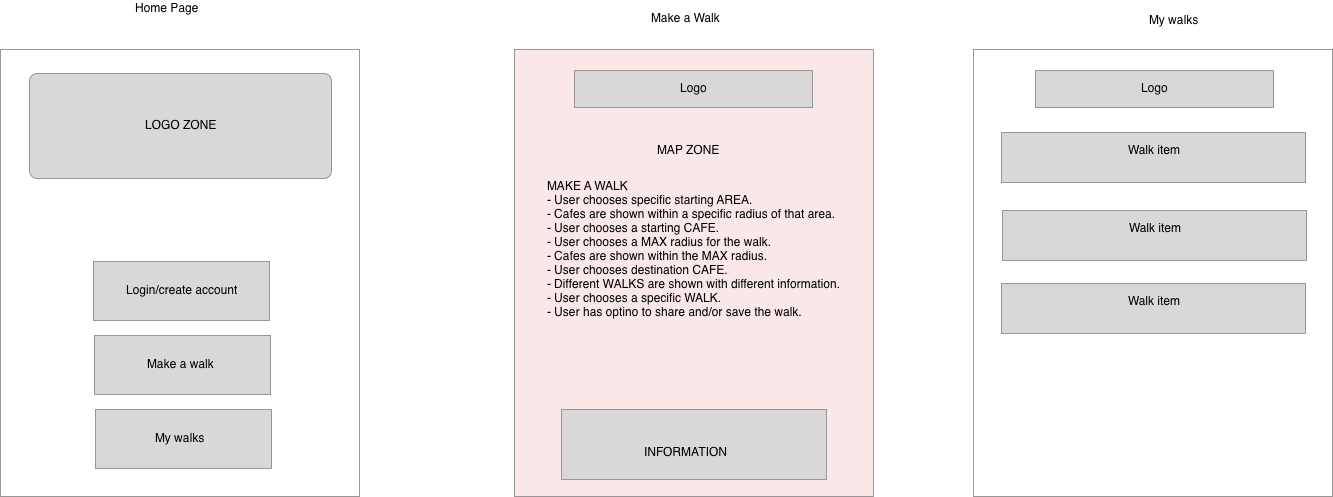 Home Page
LOGO ZONE
Login/create account
Make a walk
My walks
Make a Walk
Logo
MAP ZONE
MAKE A WALK
- User chooses specific starting AREA.
- Cafes are shown within a specific radius of that area.
- User chooses a starting CAFE.
- User chooses a MAX radius for the walk.
- Cafes are shown within the MAX radius.
- User chooses destination CAFE.
- Different WALKS are shown with different information.
- User chooses a specific WALK.
- User has optino to share and/or save the walk.
INFORMATION
My walks
Logo
Walk item
Walk item
Walk item